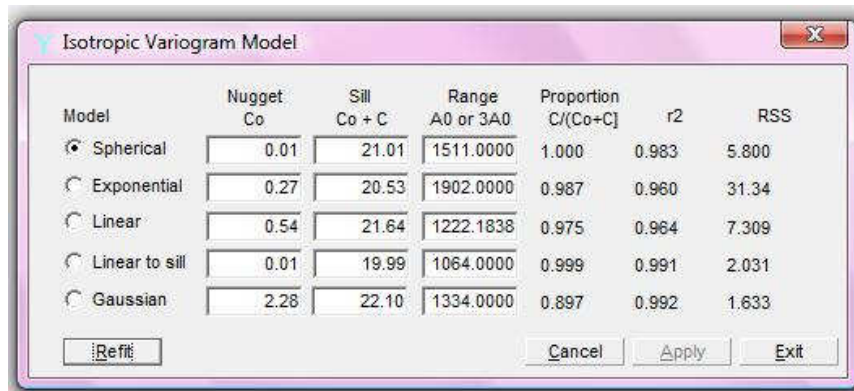 Isotropic Variogram Model
Model Nugget Co Sill Co + C Range A0 or 3A0 Proportion C/(Co+C] r2 RSS
Spherical 0.01 21.01 1511.0000 1.000 0.983 5.800
Exponential 0.27 20.53 1902.0000 0.987 0.960 31.34
Linear 0.54 21.64 1222.1838 0.975 0.964 7.309
Linear to sill 0.01 19.99 1064.0000 0.999 0.991 2.031
Gaussian 2.28 22.10 1334.0000 0.897 0.992 1.633
Refit Cancel Apply Exit